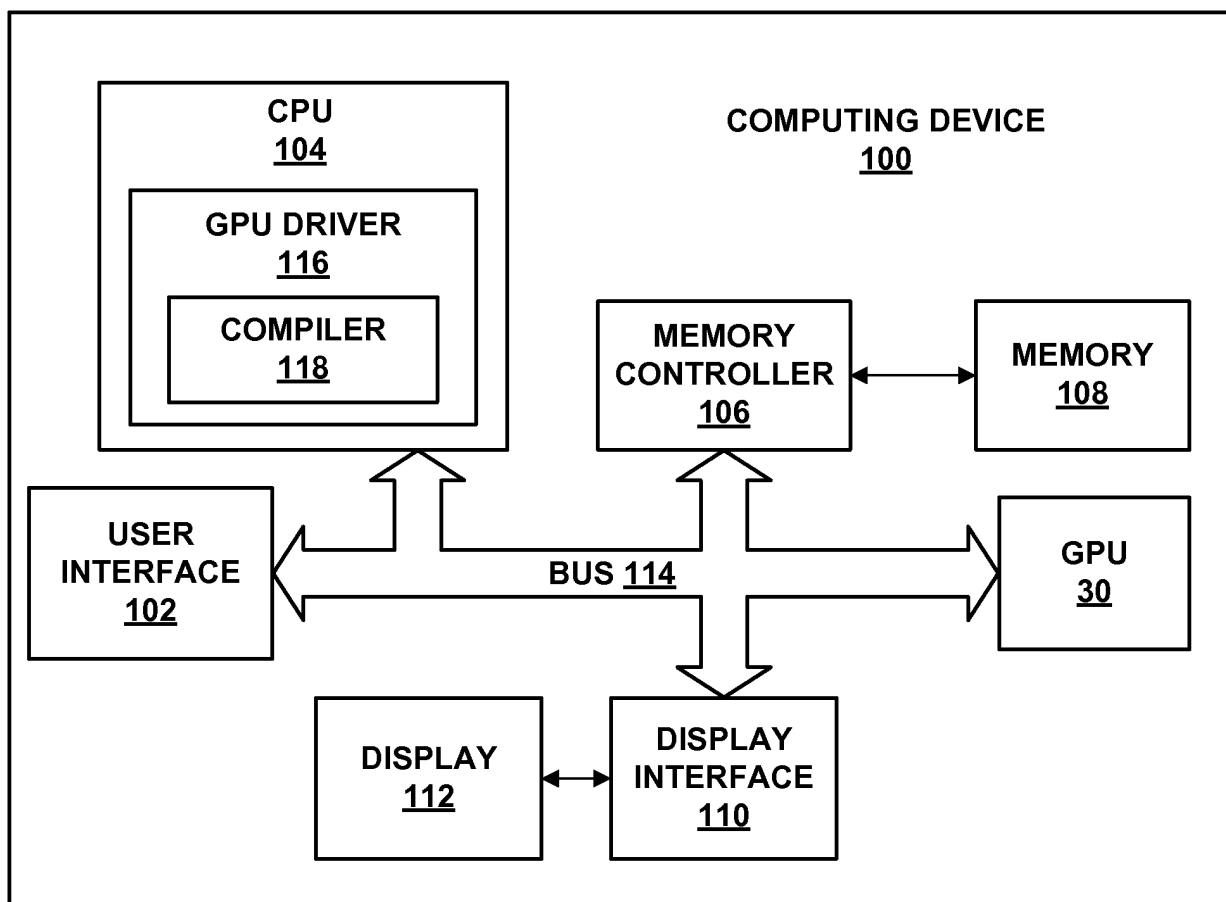 CPU
104
COMPUTING DEVICE
100
GPU DRIVER
116
COMPILER
118
MEMORY
CONTROLLER
106
MEMORY
108
USER
INTERFACE
102
BUS 114
GPU
30
DISPLAY
112
DISPLAY
INTERFACE
110